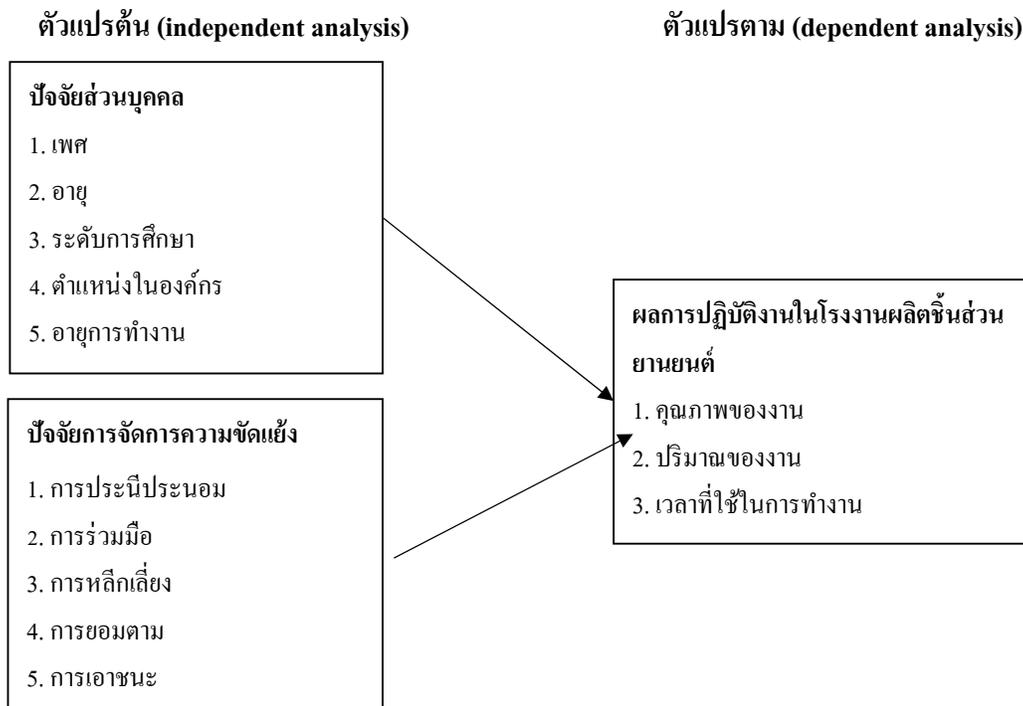 ตัวแปรต้น (independent analysis)
ตัวแปรตาม (dependent analysis)
ปัจจัยส่วนบุคคล
1. เพศ
2. อายุ
3. ระดับการศึกษา
4. ตำแหน่งในองค์กร
5. อายุการทำงาน
ปัจจัยการจัดการความขัดแย้ง
1. การประนีประนอม
2. การร่วมมือ
3. การหลีกเลี่ยง
4. การยอมตาม
5. การเอาชนะ
ผลการปฏิบัติงานในโรงงานผลิตชิ้นส่วน
ยานยนต์
1. คุณภาพของงาน
2. ปริมาณของงาน
3. เวลาที่ใช้ในการทำงาน